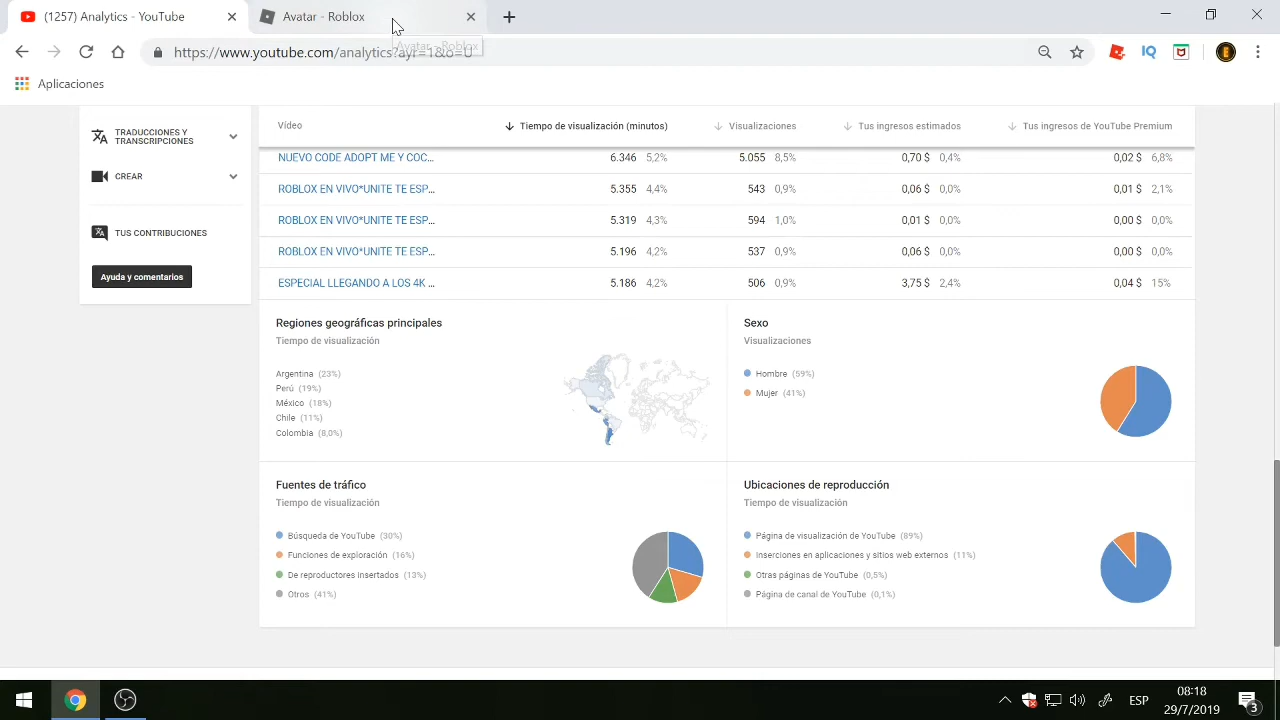 (1257) Analytics - YouTube
Avatar - Roblox
https://www.youtube.com/analytics?ayr=1&o=U
Avatar - Roblox
Aplicaciones
TRADUCCIONES Y
TRANSCRIPCIONES
CREAR
TUS CONTRIBUCIONES
Ayuda y comentarios
Vídeo Tiempo de visualización (minutos) Visualizaciones Tus ingresos estimados Tus ingresos de YouTube Premium
NUEVO CODE ADOPT ME Y COC... 6.346 5,2% 5.055 8,5% 0,70 $ 0,4% 0,02 $ 6,8%
ROBLOX EN VIVO*UNITE TE ESP... 5.355 4,4% 543 0,9% 0,06 $ 0,0% 0,01 $ 2,1%
ROBLOX EN VIVO*UNITE TE ESP... 5.319 4,3% 594 1,0% 0,01 $ 0,0% 0,00 $ 0,0%
ROBLOX EN VIVO*UNITE TE ESP... 5.196 4,2% 537 0,9% 0,06 $ 0,0% 0,00 $ 0,0%
ESPECIAL LLEGANDO A LOS 4K ... 5.186 4,2% 506 0,9% 3,75 $ 2,4% 0,04 $ 15%
Regiones geográficas principales
Tiempo de visualización
Argentina (23%)
Perú (19%)
México (18%)
Chile (11%)
Colombia (8,0%)
Sexo
Visualizaciones
Hombre (59%)
Mujer (41%)
Fuentes de tráfico
Tiempo de visualización
Búsqueda de YouTube (30%)
Funciones de exploración (16%)
De reproductores insertados (13%)
Otros (41%)
Ubicaciones de reproducción
Tiempo de visualización
Página de visualización de YouTube (89%)
Inserciones en aplicaciones y sitios web externos (11%)
Otras páginas de YouTube (0,5%)
Página de canal de YouTube (0,1%)
ESP
08:18
29/7/2019
3